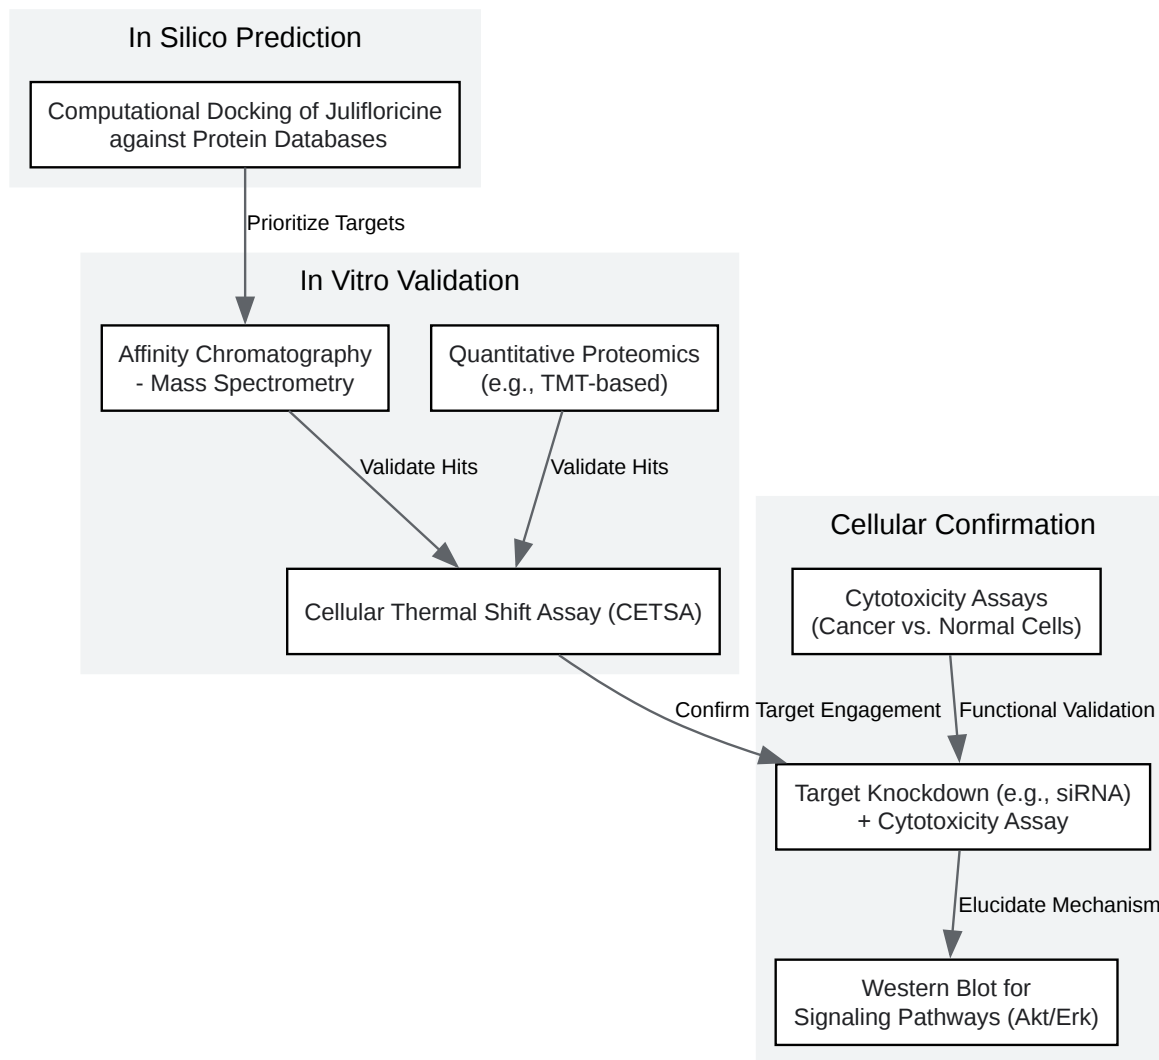 In Silico Prediction
Computational Docking of Julifloricine
against Protein Databases
Prioritize Targets
In Vitro Validation
Affinity Chromatography
- Mass Spectrometry
Quantitative Proteomics
(e.g., TMT-based)
Validate Hits
Validate Hits
Cellular Confirmation
Cellular Thermal Shift Assay (CETSA)
Cytotoxicity Assays
(Cancer vs. Normal Cells)
Confirm Target Engagement
Functional Validation
Target Knockdown (e.g., siRNA)
+ Cytotoxicity Assay
Elucidate Mechanism
Western Blot for
Signaling Pathways (Akt/Erk)